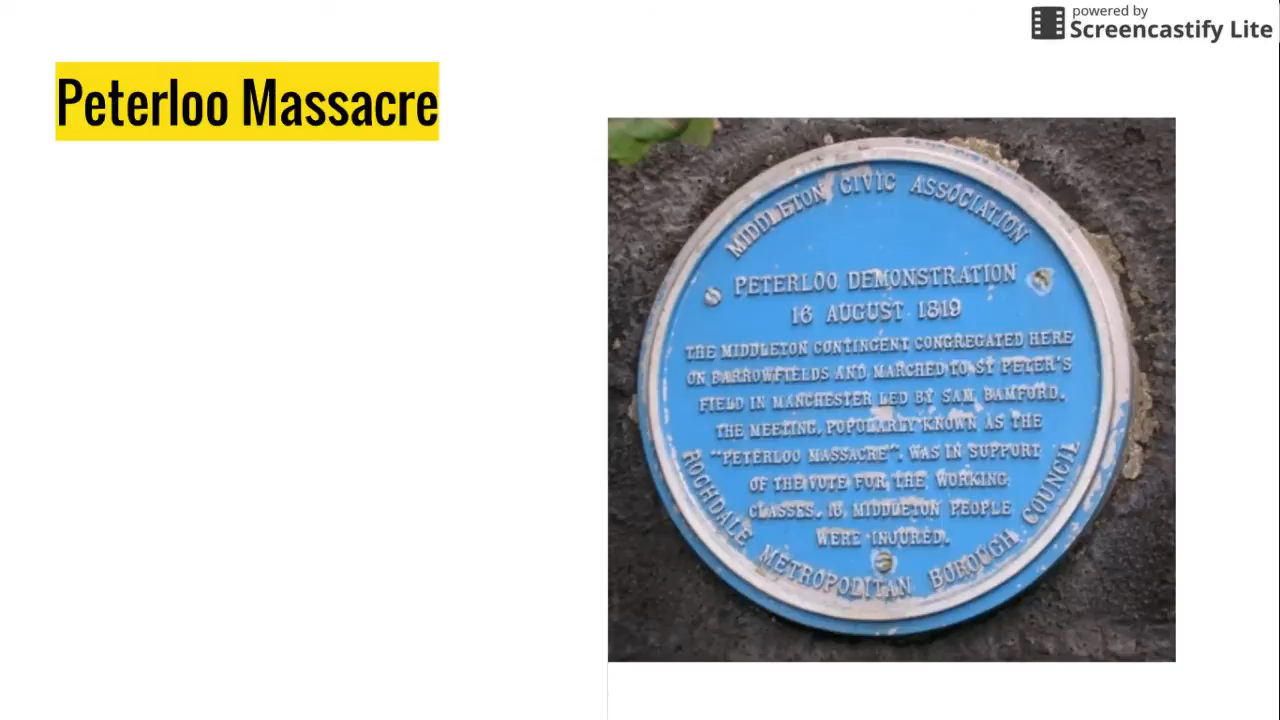 powered by
Screencastify Lite
Peterloo Massacre
MIDDLETON CIVIC ASSOCIATION
PETERLOO DEMONSTRATION
16 AUGUST 1819
THE MIDDLETON CONTINGENT CONGREGATED HERE
ON BARROWFIELDS AND MARCHED TO ST PETER'S
FIELD IN MANCHESTER LED BY SAM BAMFORD.
THE MEETING, POPULARLY KNOWN AS THE
"PETERLOO MASSACRE", WAS IN SUPPORT
OF THE VOTE FOR THE WORKING
CLASSES. 16 MIDDLETON PEOPLE
WERE INJURED.
ROCHDALE METROPOLITAN BOROUGH COUNCIL